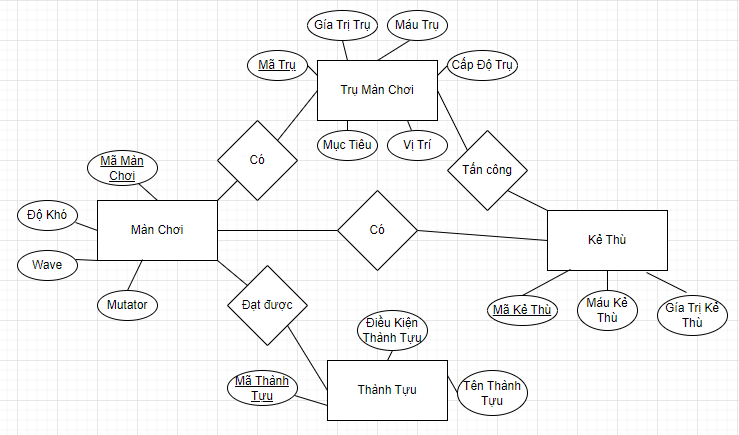 Gía Trị Trụ
Máu Trụ
Mã Trụ
Cấp Độ Trụ
Trụ Màn Chơi
Mục Tiêu
Vị Trí
Có
Tấn công
Mã Màn
Chơi
Độ Khó
Màn Chơi
Wave
Mutator
Có
Kẻ Thù
Mã Kẻ Thù
Máu Kẻ
Thù
Gía Trị Kẻ
Thù
Đạt được
Điều Kiện
Thành Tựu
Mã Thành
Tựu
Thành Tựu
Tên Thành
Tựu